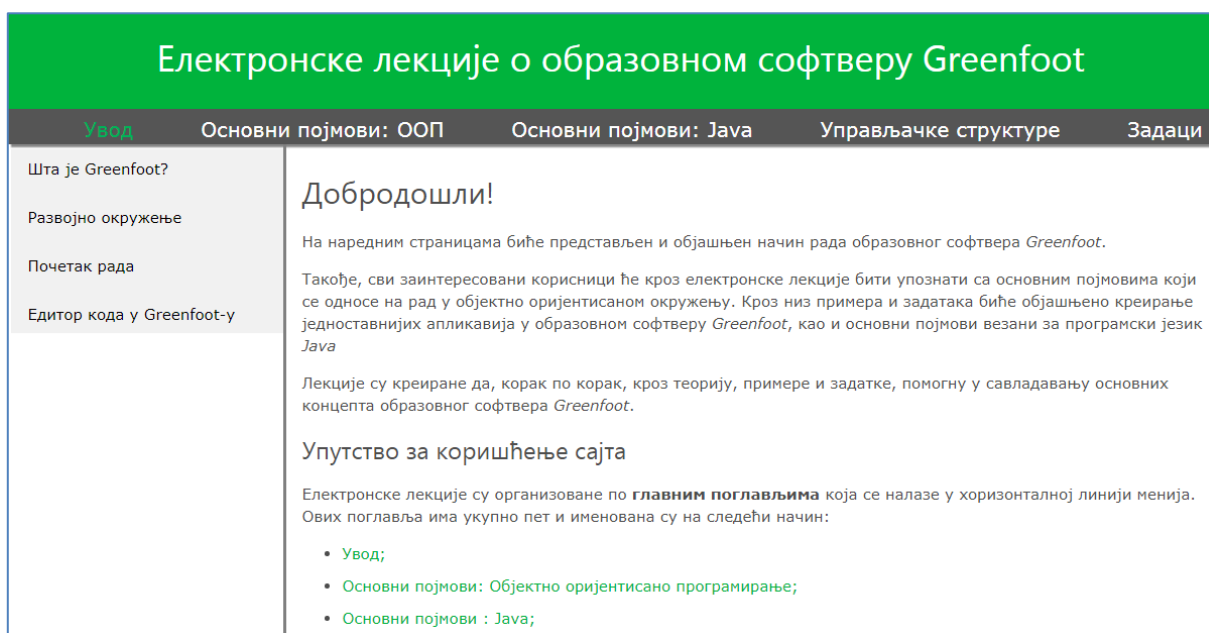 Електронске лекције о образовном софтверу Greenfoot
Увод Основни појмови: ООП Основни појмови: Java Управљачке структуре Задаци
Шта је Greenfoot?
Развојно окружење
Почетак рада
Едитор кода у Greenfoot-у
Добродошли!
На наредним страницама биће представљен и објашњен начин рада образовног софтвера Greenfoot.
Такође, сви заинтересовани корисници ће кроз електронске лекције бити упознати са основним појмовима који
се односе на рад у објектно оријентисаном окружењу. Кроз низ примера и задатака биће објашњено креирање
једноставнијих апликавија у образовном софтверу Greenfoot, као и основни појмови везани за програмски језик
Java
Лекције су креиране да, корак по корак, кроз теорију, примере и задатке, помогну у савладавању основних
концепта образовног софтвера Greenfoot.
Упутство за коришћење сајта
Електронске лекције су организоване по главним поглављима која се налазе у хоризонталној линији менија.
Ових поглавља има укупно пет и именована су на следећи начин:
• Увод;
• Основни појмови: Објектно оријентисано програмирање;
• Основни појмови : Java;